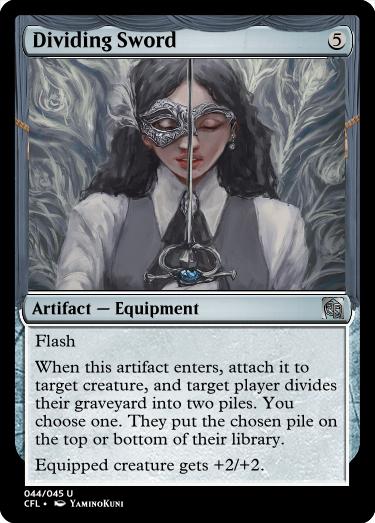 Dividing Sword 5
Artifact — Equipment
Flash
When this artifact enters, attach it to
target creature, and target player divides
their graveyard into two piles. You
choose one. They put the chosen pile on
the top or bottom of their library.
Equipped creature gets +2/+2.
044/045 U
CFL • YaminoKuni